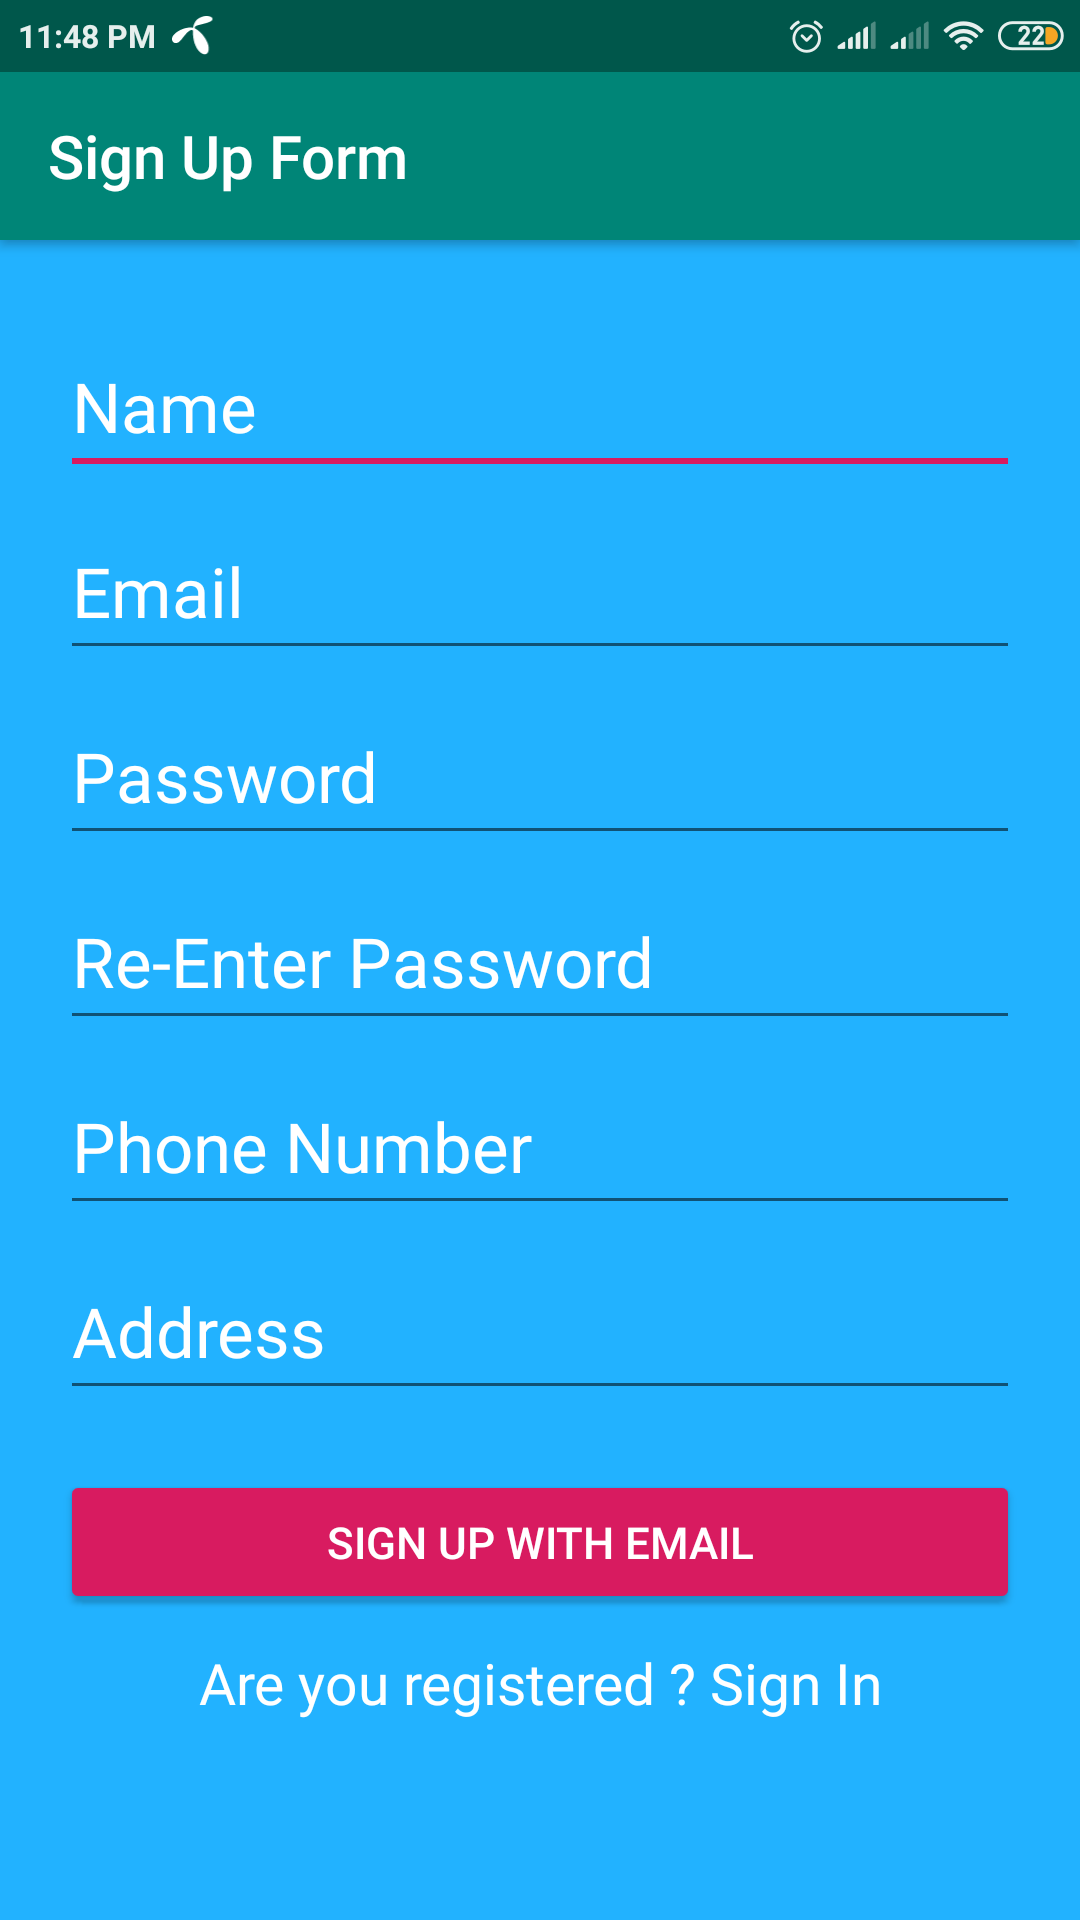 11:48 PM 22
Sign Up Form
Name
Email
Password
Re-Enter Password
Phone Number
Address
SIGN UP WITH EMAIL
Are you registered ? Sign In